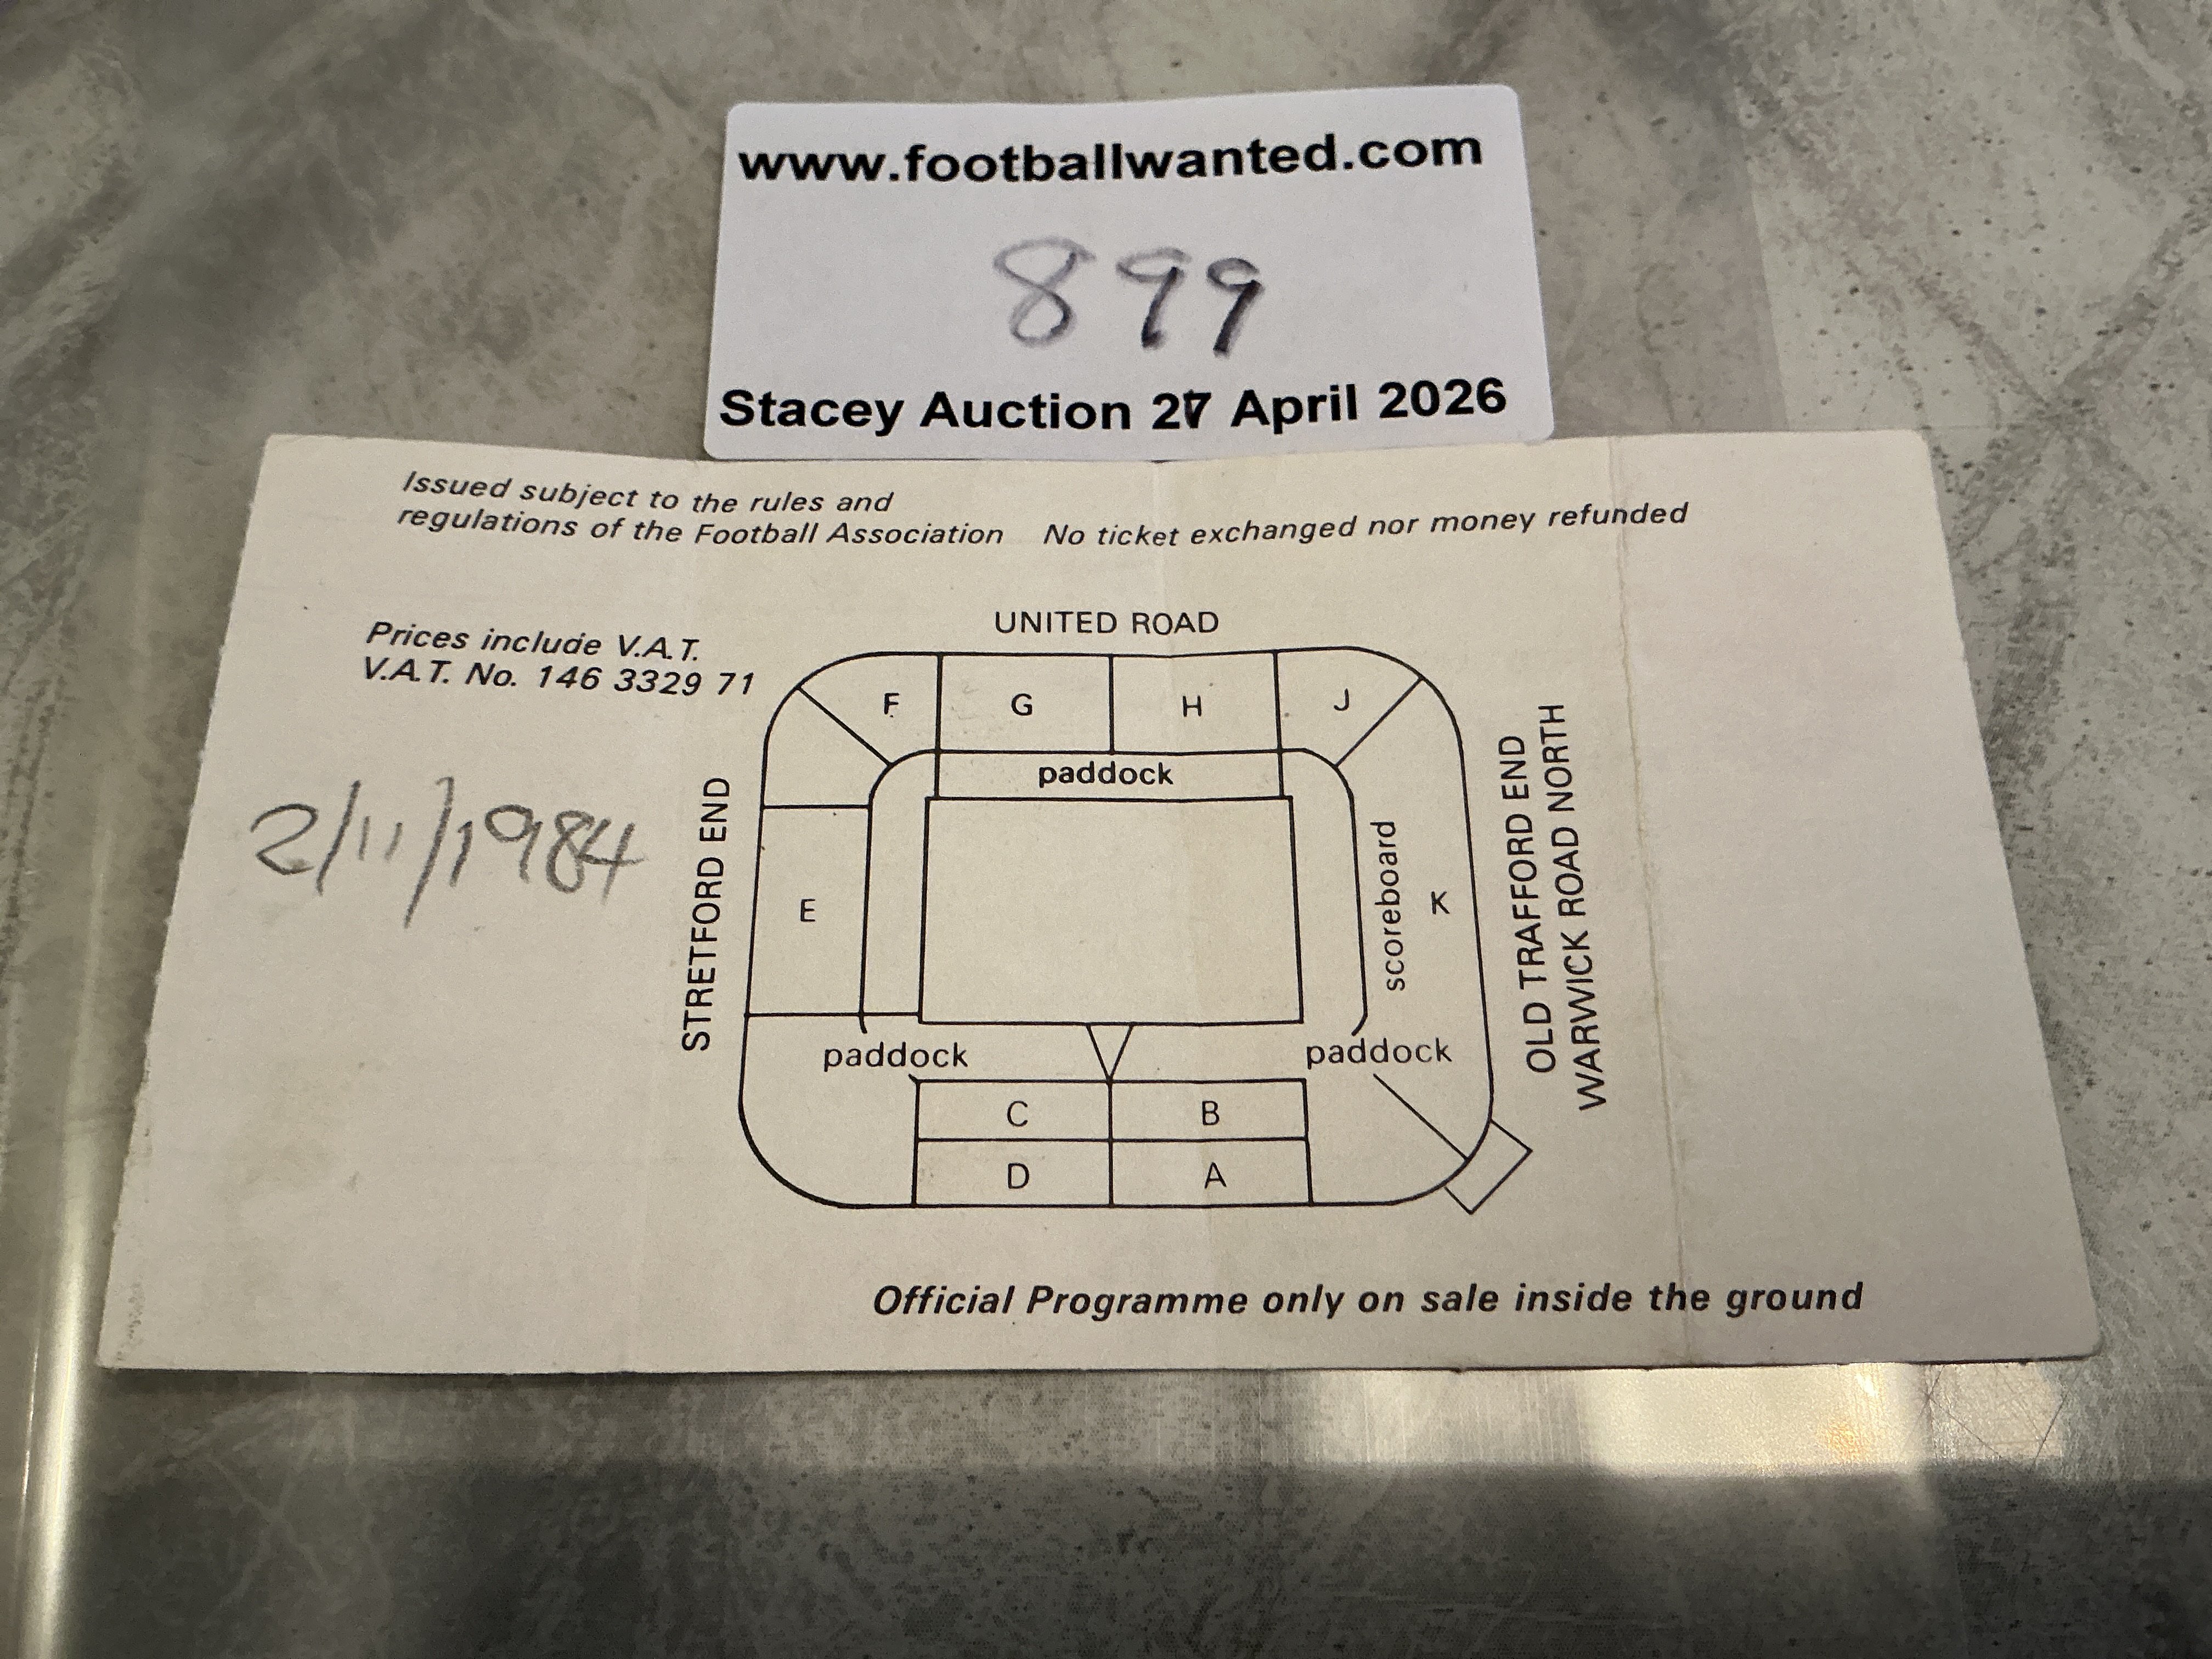 www.footballwanted.com
899
Stacey Auction 27 April 2026
Issued subject to the rules and
regulations of the Football Association No ticket exchanged nor money refunded
Prices include V.A.T.
V.A.T. No. 146 3329 71
2/11/1984
UNITED ROAD
F G H J
paddock
STRETFORD END
E
scoreboard
K
OLD TRAFFORD END
WARWICK ROAD NORTH
paddock paddock
C B
D A
Official Programme only on sale inside the ground